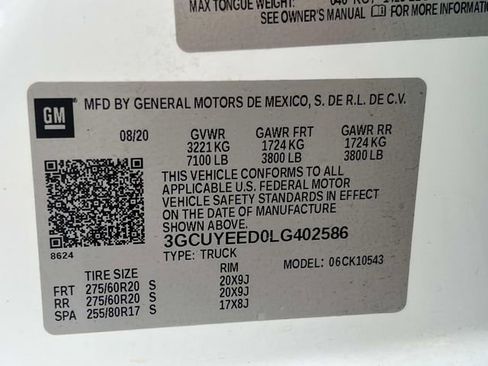 MAX TONGUE WEIGHT
SEE OWNER'S MANUAL FOR MORE INFORMATION
GM
MFD BY GENERAL MOTORS DE MEXICO, S. DE R.L. DE C.V.
08/20 GVWR GAWR FRT GAWR RR
3221 KG 1724 KG 1724 KG
7100 LB 3800 LB 3800 LB
THIS VEHICLE CONFORMS TO ALL
APPLICABLE U.S. FEDERAL MOTOR
VEHICLE SAFETY STANDARDS IN EFFECT
ON THE DATE OF MANUFACTURE
SHOWN ABOVE.
3GCUYEED0LG402586
8624 TYPE: TRUCK MODEL: 06CK10543
TIRE SIZE RIM
FRT 275/60R20 S 20X9J
RR 275/60R20 S 20X9J
SPA 255/80R17 S 17X8J